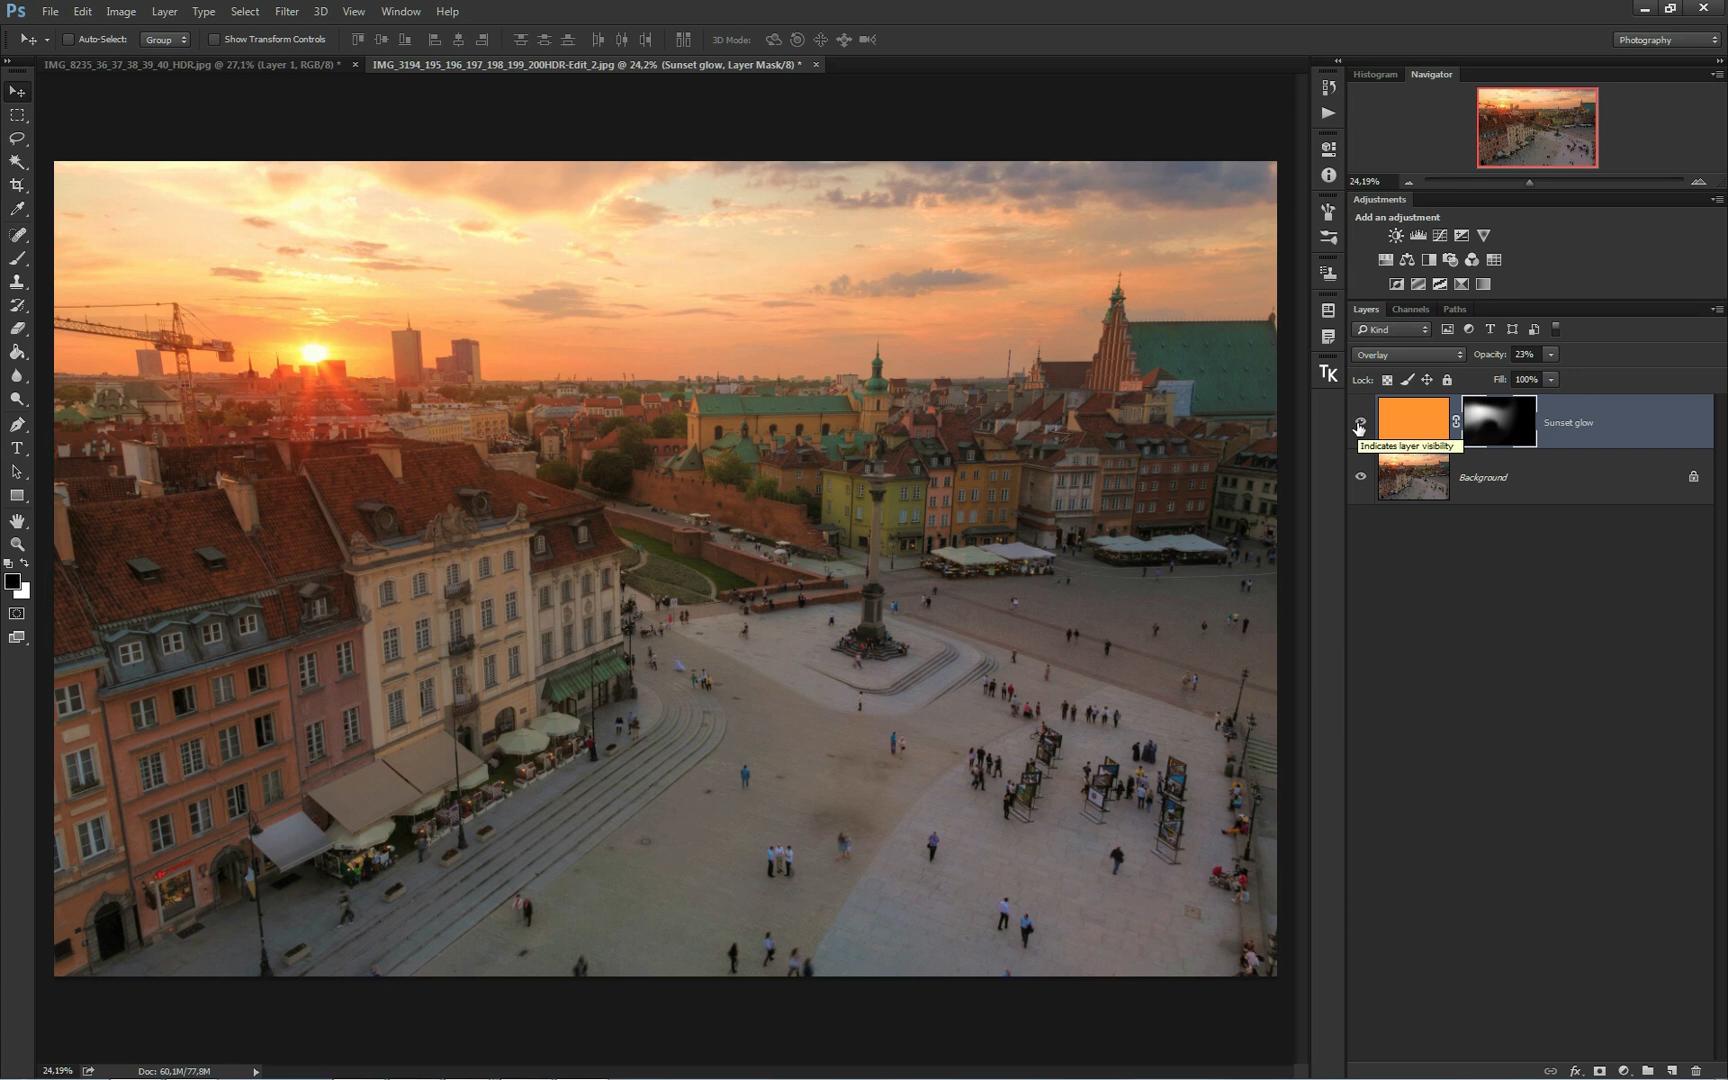 Ps File Edit Image Layer Type Select Filter 3D View Window Help
Auto-Select: Group Show Transform Controls 3D Mode: Photography
IMG_8235_36_37_38_39_40_HDR.jpg @ 27,1% (Layer 1, RGB/8) * × IMG_3194_195_196_197_198_199_200HDR-Edit_2.jpg @ 24,2% (Sunset glow, Layer Mask/8) * ×
Histogram Navigator
24,19%
Adjustments
Add an adjustment
Layers Channels Paths
Kind T
Overlay Opacity: 23%
Lock: Fill: 100%
TK
Sunset glow
Indicates layer visibility
Background
T
24,19% Doc: 60,1M/77,8M
fx